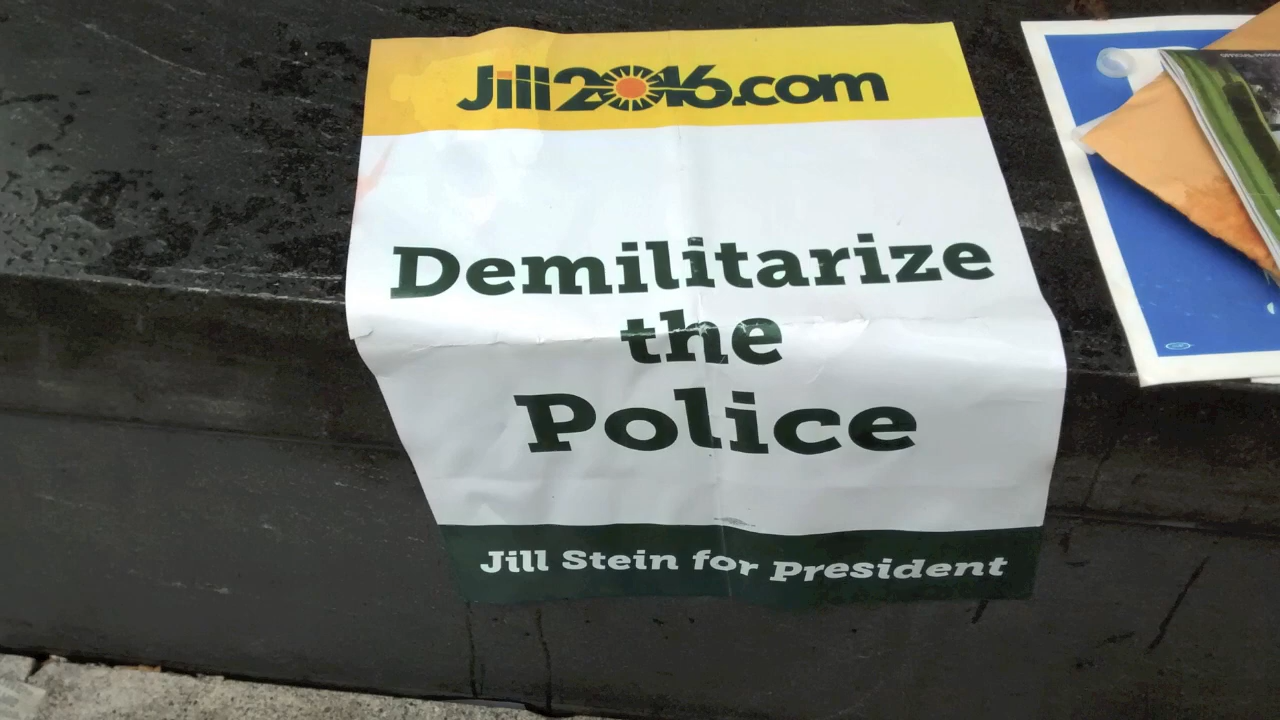 Jill2016.com
Demilitarize
the
Police
Jill Stein for President